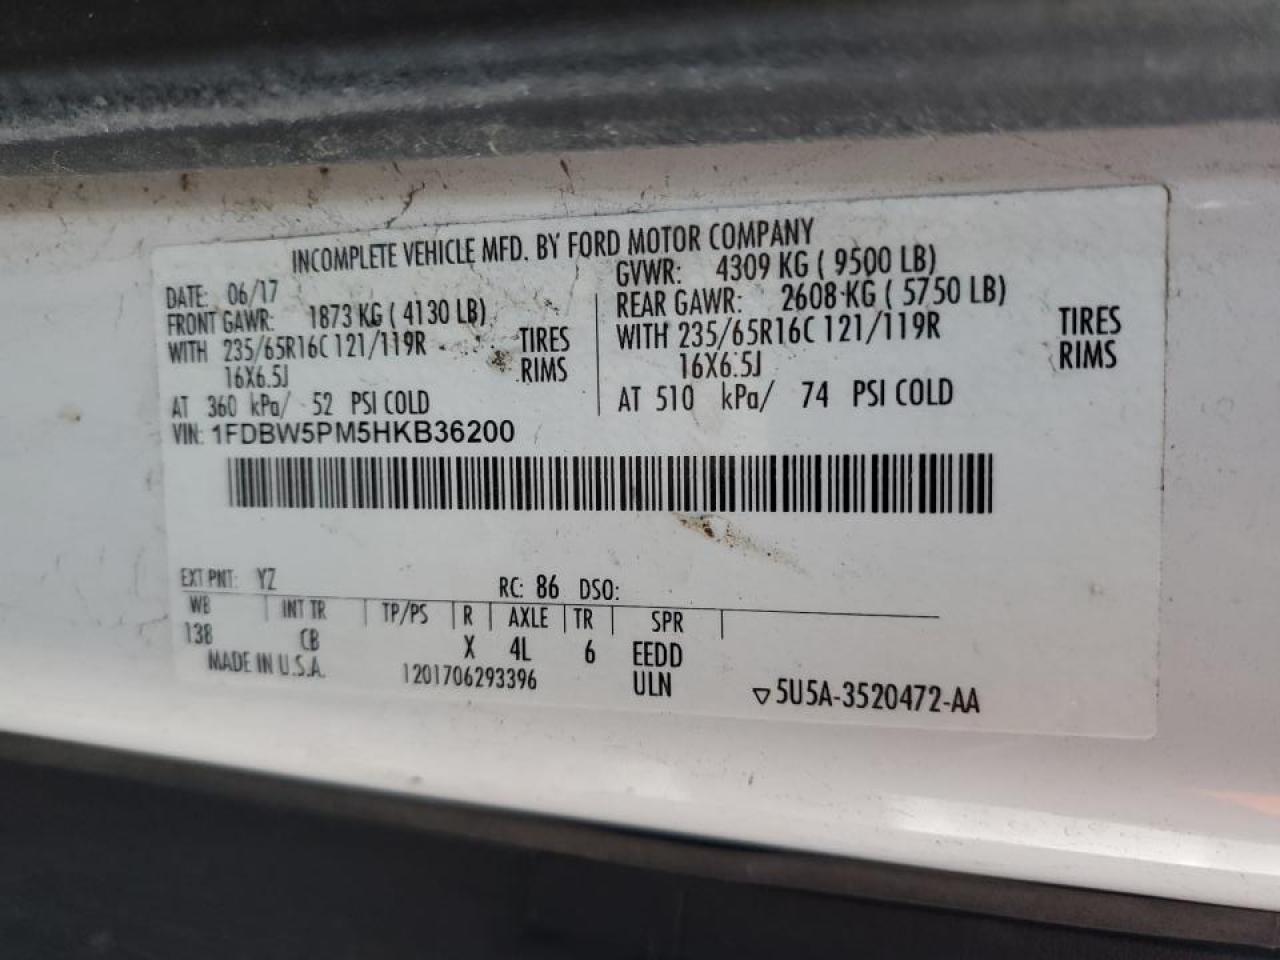 INCOMPLETE VEHICLE MFD. BY FORD MOTOR COMPANY
DATE: 06/17
GVWR: 4309 KG ( 9500 LB)
FRONT GAWR: 1873 KG ( 4130 LB)
REAR GAWR: 2608 KG ( 5750 LB)
WITH 235/65R16C 121/119R TIRES
WITH 235/65R16C 121/119R TIRES
16X6.5J RIMS
16X6.5J RIMS
AT 360 kPa/ 52 PSI COLD
AT 510 kPa/ 74 PSI COLD
VIN: 1FDBW5PM5HKB36200
EXT PNT: YZ RC: 86 DSO:
WB INT TR TP/PS R AXLE TR SPR
138 CB X 4L 6 EEDD
MADE IN U.S.A. 1201706293396 ULN
▽5U5A-3520472-AA